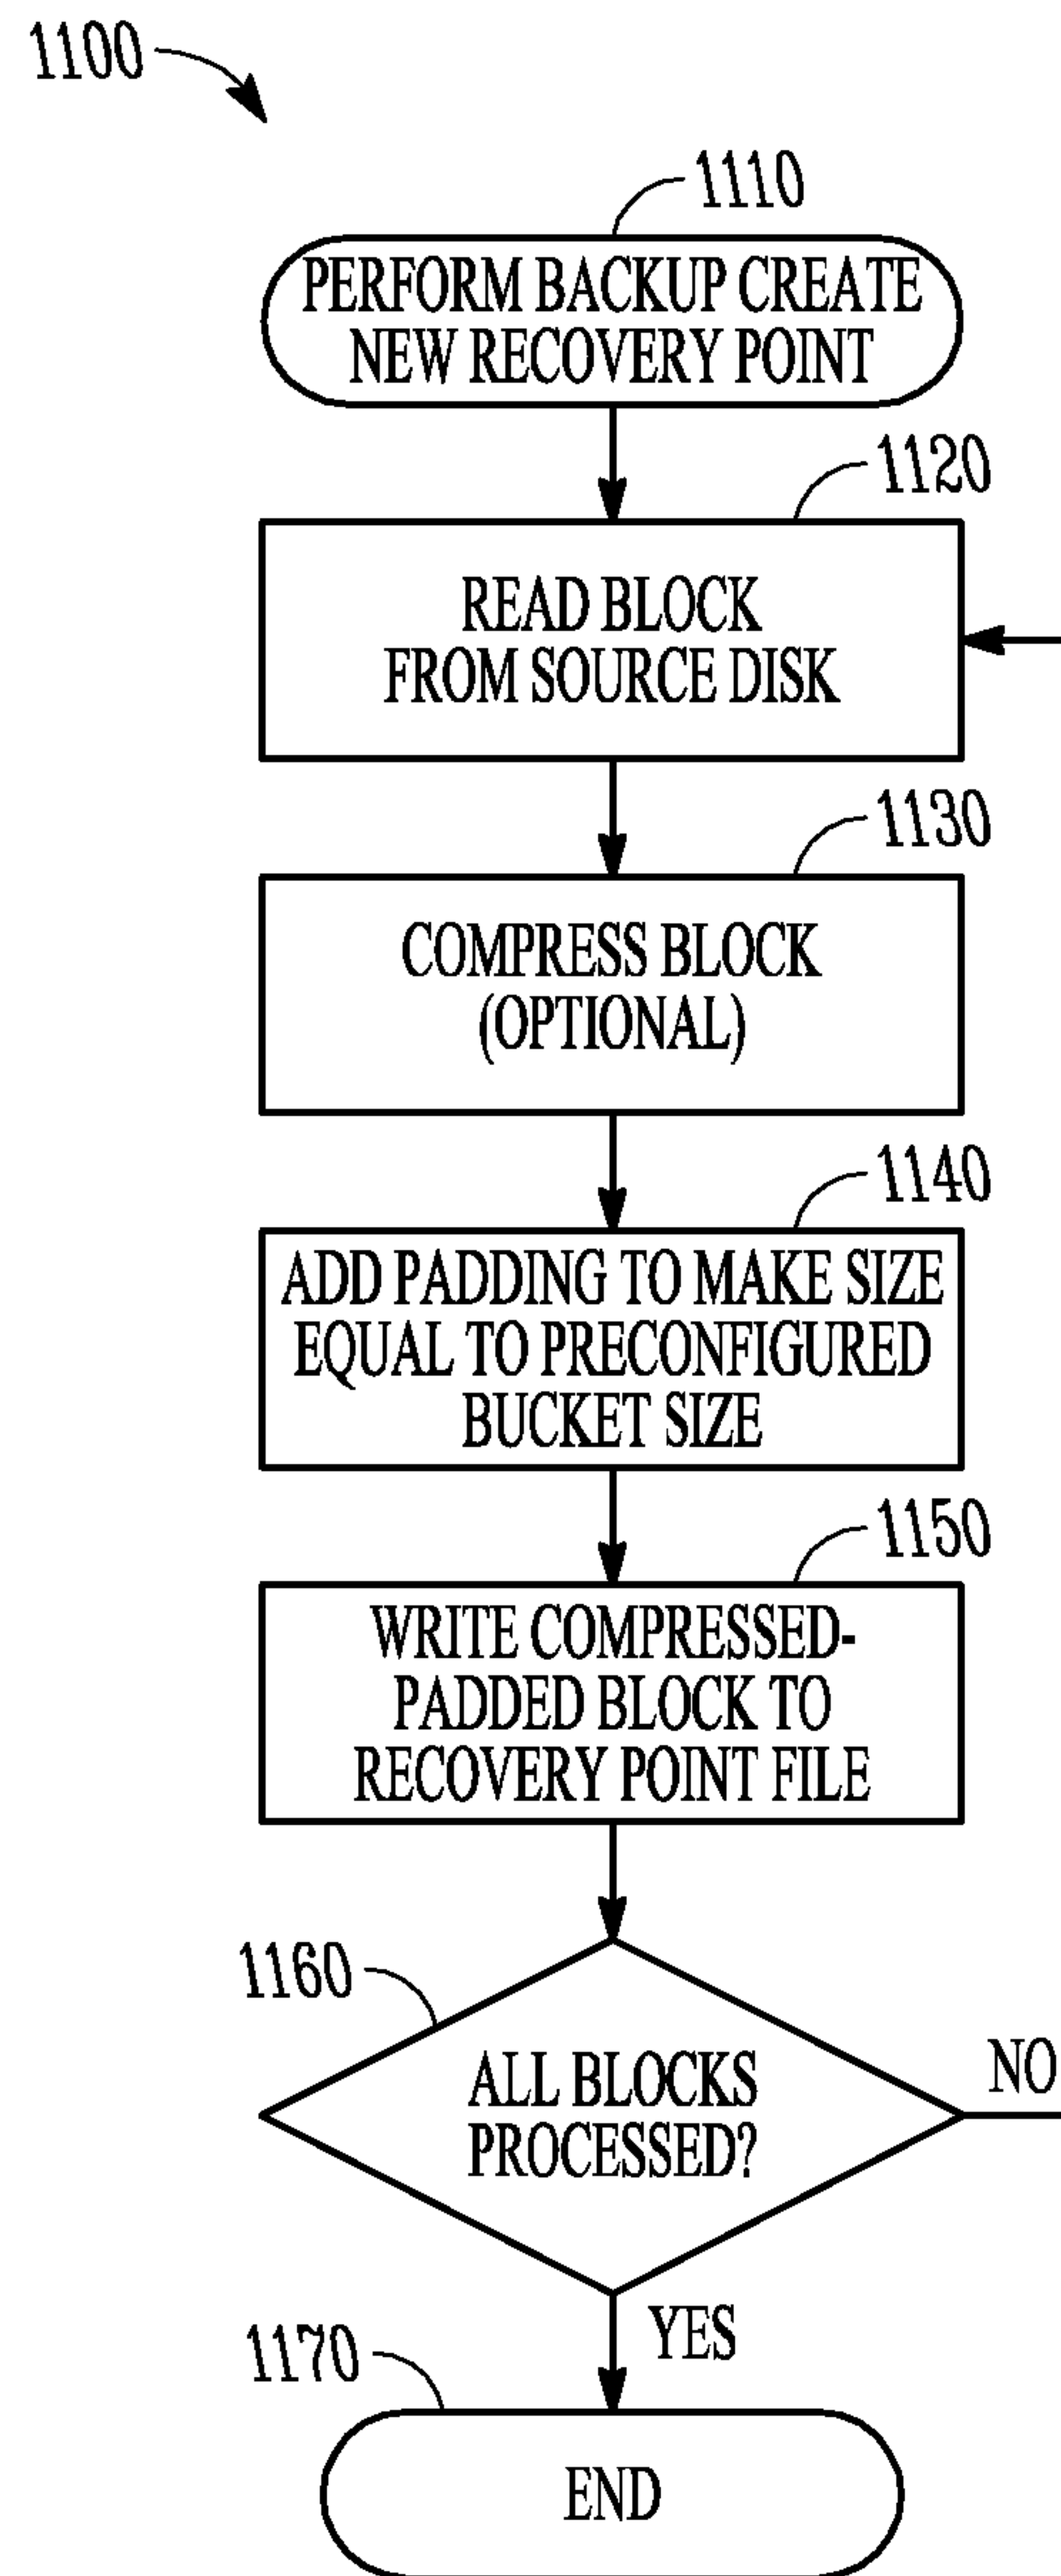 1100
1110
PERFORM BACKUP CREATE
NEW RECOVERY POINT
1120
READ BLOCK
FROM SOURCE DISK
1130
COMPRESS BLOCK
(OPTIONAL)
1140
ADD PADDING TO MAKE SIZE
EQUAL TO PRECONFIGURED
BUCKET SIZE
1150
WRITE COMPRESSED-
PADDED BLOCK TO
RECOVERY POINT FILE
1160
ALL BLOCKS
PROCESSED?
NO
YES
1170
END